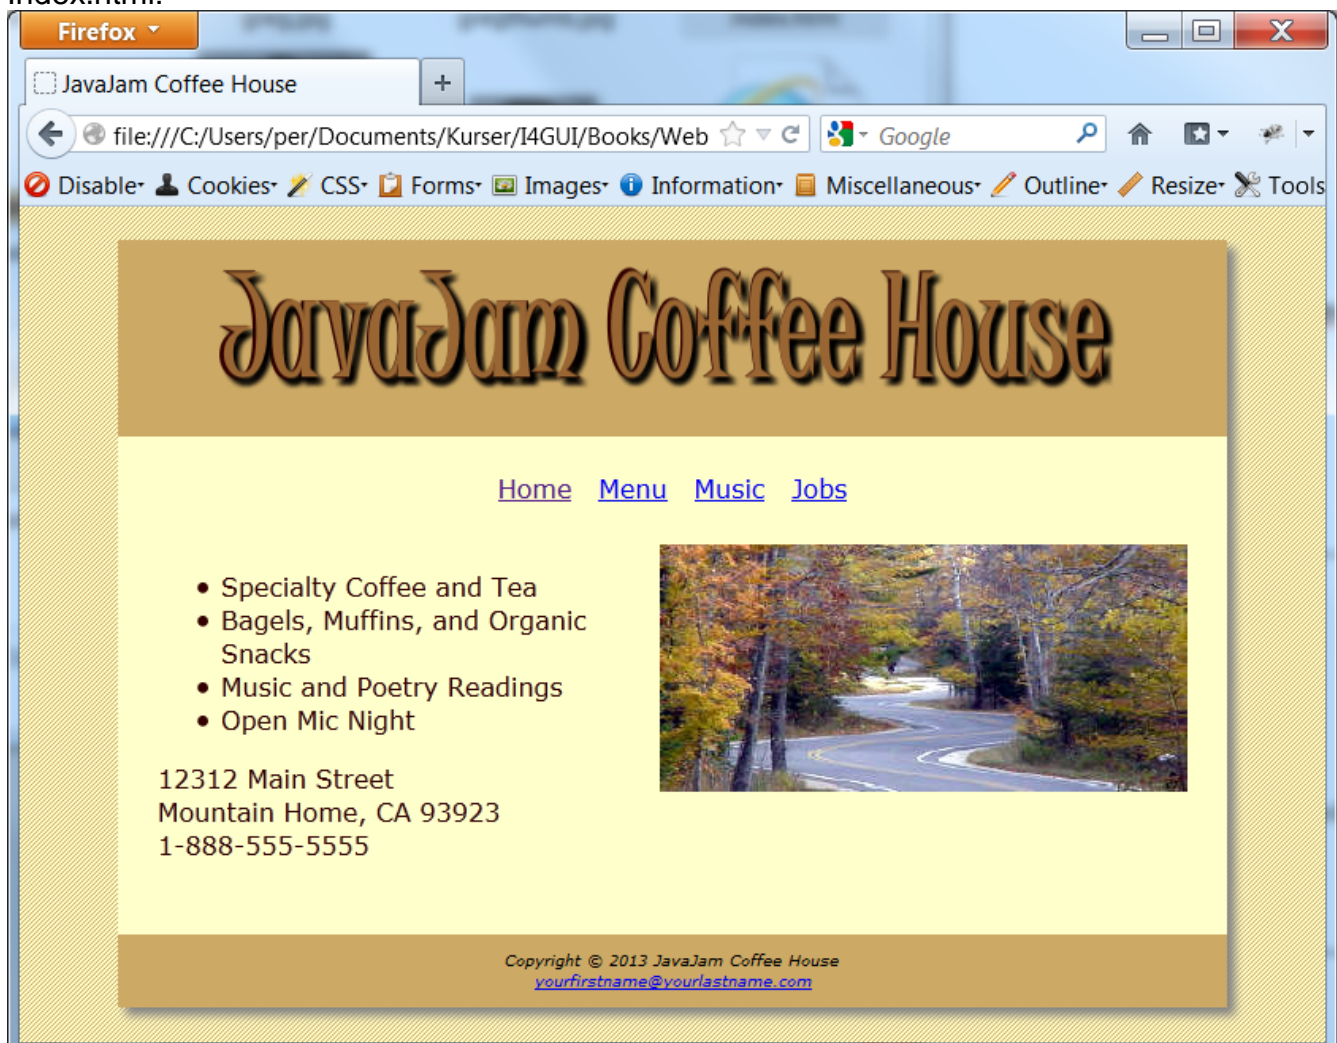 index.html.
Firefox
JavaJam Coffee House
file:///C:/Users/per/Documents/Kurser/I4GUI/Books/Web
Google
Disable Cookies CSS Forms Images Information Miscellaneous Outline Resize Tools
JavaJam Coffee House
Home Menu Music Jobs
• Specialty Coffee and Tea
• Bagels, Muffins, and Organic
Snacks
• Music and Poetry Readings
• Open Mic Night
12312 Main Street
Mountain Home, CA 93923
1-888-555-5555
Copyright © 2013 JavaJam Coffee House
yourfirstname@yourlastname.com